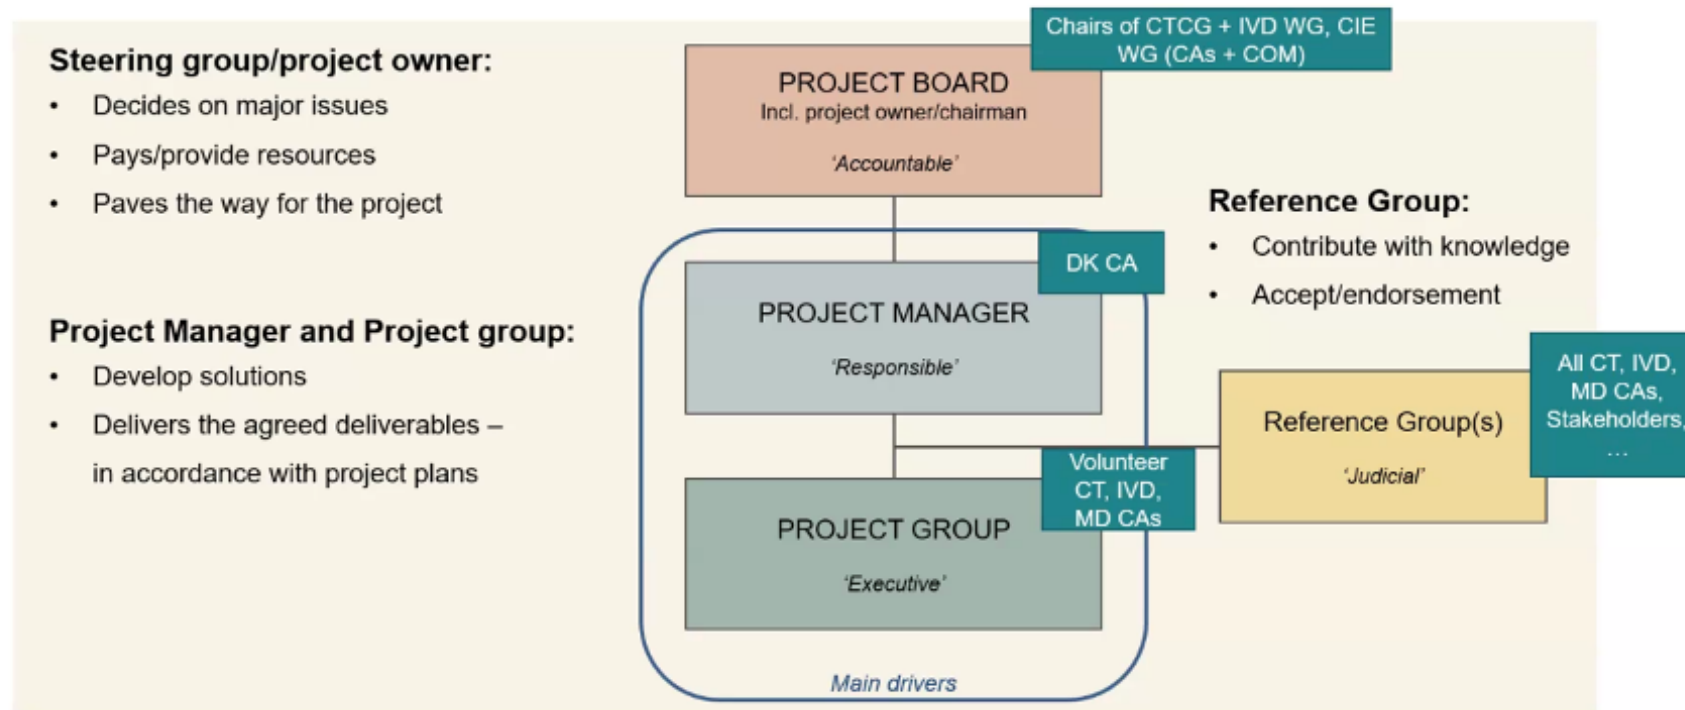 Steering group/project owner:
• Decides on major issues
• Pays/provide resources
• Paves the way for the project
Project Manager and Project group:
• Develop solutions
• Delivers the agreed deliverables –
in accordance with project plans
Chairs of CTCG + IVD WG, CIE
WG (CAs + COM)
PROJECT BOARD
Incl. project owner/chairman
‘Accountable’
DK CA
PROJECT MANAGER
‘Responsible’
Volunteer
CT, IVD,
MD CAs
PROJECT GROUP
‘Executive’
Main drivers
Reference Group:
• Contribute with knowledge
• Accept/endorsement
All CT, IVD,
MD CAs,
Stakeholders,
...
Reference Group(s)
‘Judicial’